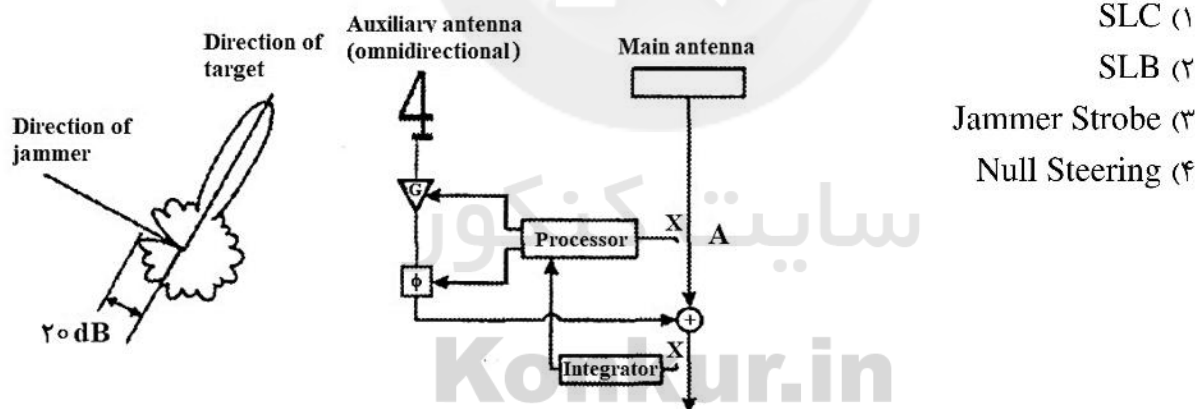 SLC (۱
SLB (۲
Jammer Strobe (۳
Null Steering (۴
Direction of
target
Direction of
jammer
۲۰ dB
Auxiliary antenna
(omnidirectional)
Main antenna
G
ϕ
Processor
X
A
+
X
Integrator
سایت کنکور
Konkur.in